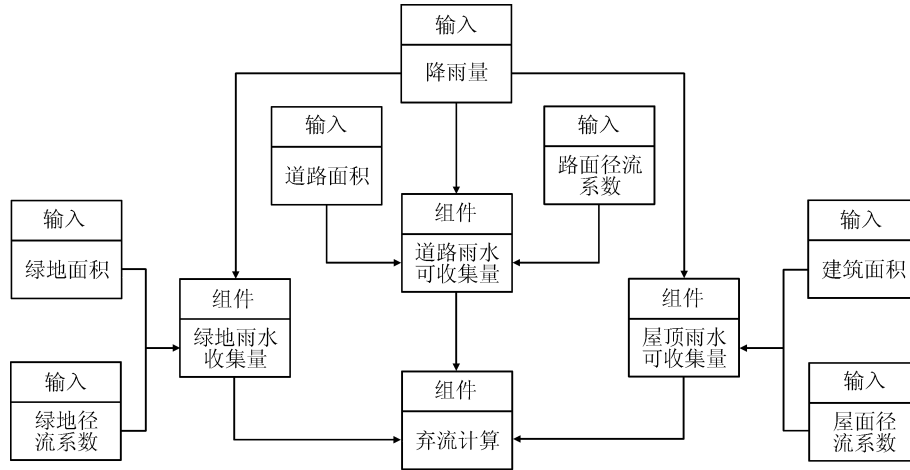 输入
降雨量
输入
道路面积
输入
路面径流
系数
组件
道路雨水
可收集量
输入
绿地面积
输入
建筑面积
组件
绿地雨水
收集量
组件
屋顶雨水
可收集量
输入
绿地径
流系数
组件
弃流计算
输入
屋面径
流系数